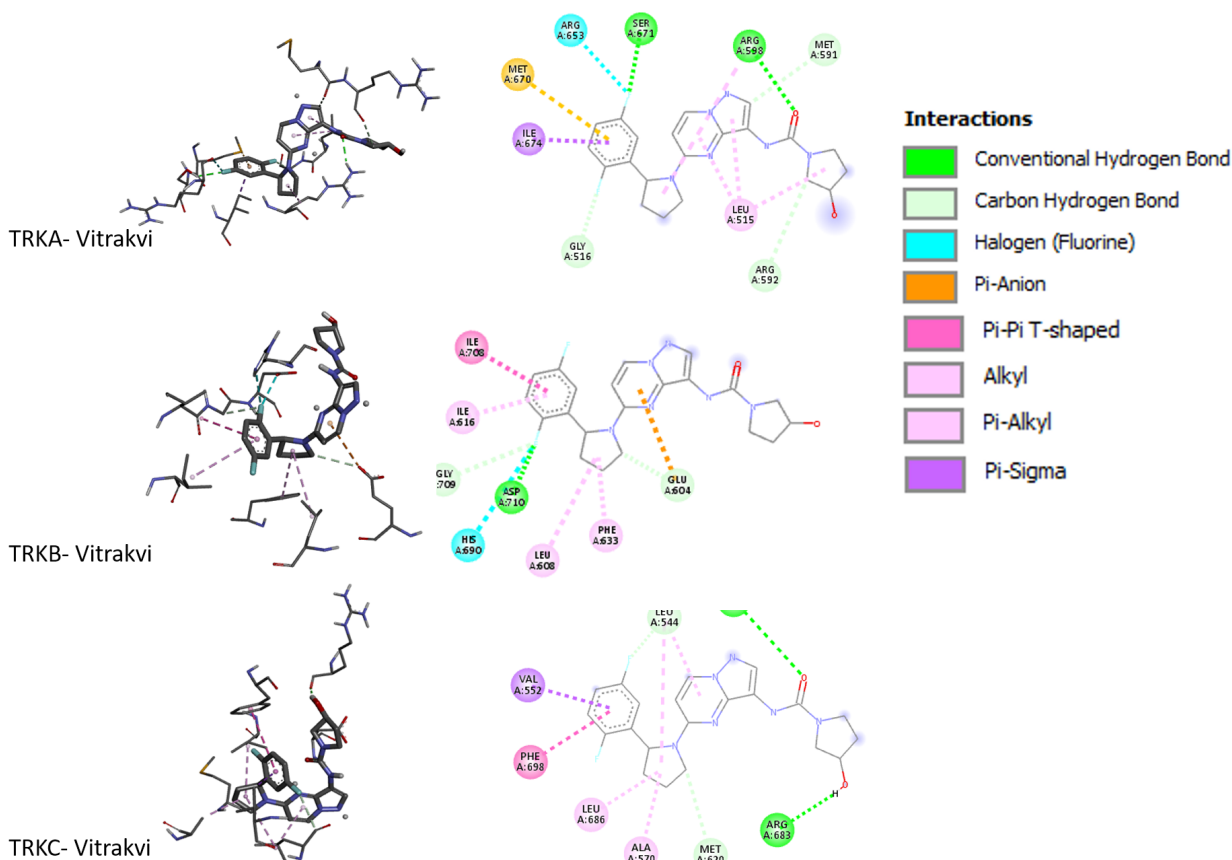 ARG
A:653
SER
A:671
ARG
A:598
MET
A:591
MET
A:670
ILE
A:674
N
N
N
N
N
O
N
O
LEU
A:515
GLY
A:516
ARG
A:592
TRKA- Vitrakvi
Interactions
Conventional Hydrogen Bond
Carbon Hydrogen Bond
Halogen (Fluorine)
Pi-Anion
Pi-Pi T-shaped
Alkyl
Pi-Alkyl
Pi-Sigma
ILE
A:708
ILE
A:616
GLY
A:709
ASP
A:710
HIS
A:690
LEU
A:608
PHE
A:633
GLU
A:604
N
N
N
N
N
O
N
O
TRKB- Vitrakvi
LEU
A:544
VAL
A:552
PHE
A:698
LEU
A:686
ALA
A:570
MET
A:620
ARG
A:683
N
N
N
N
N
O
N
O
H
TRKC- Vitrakvi